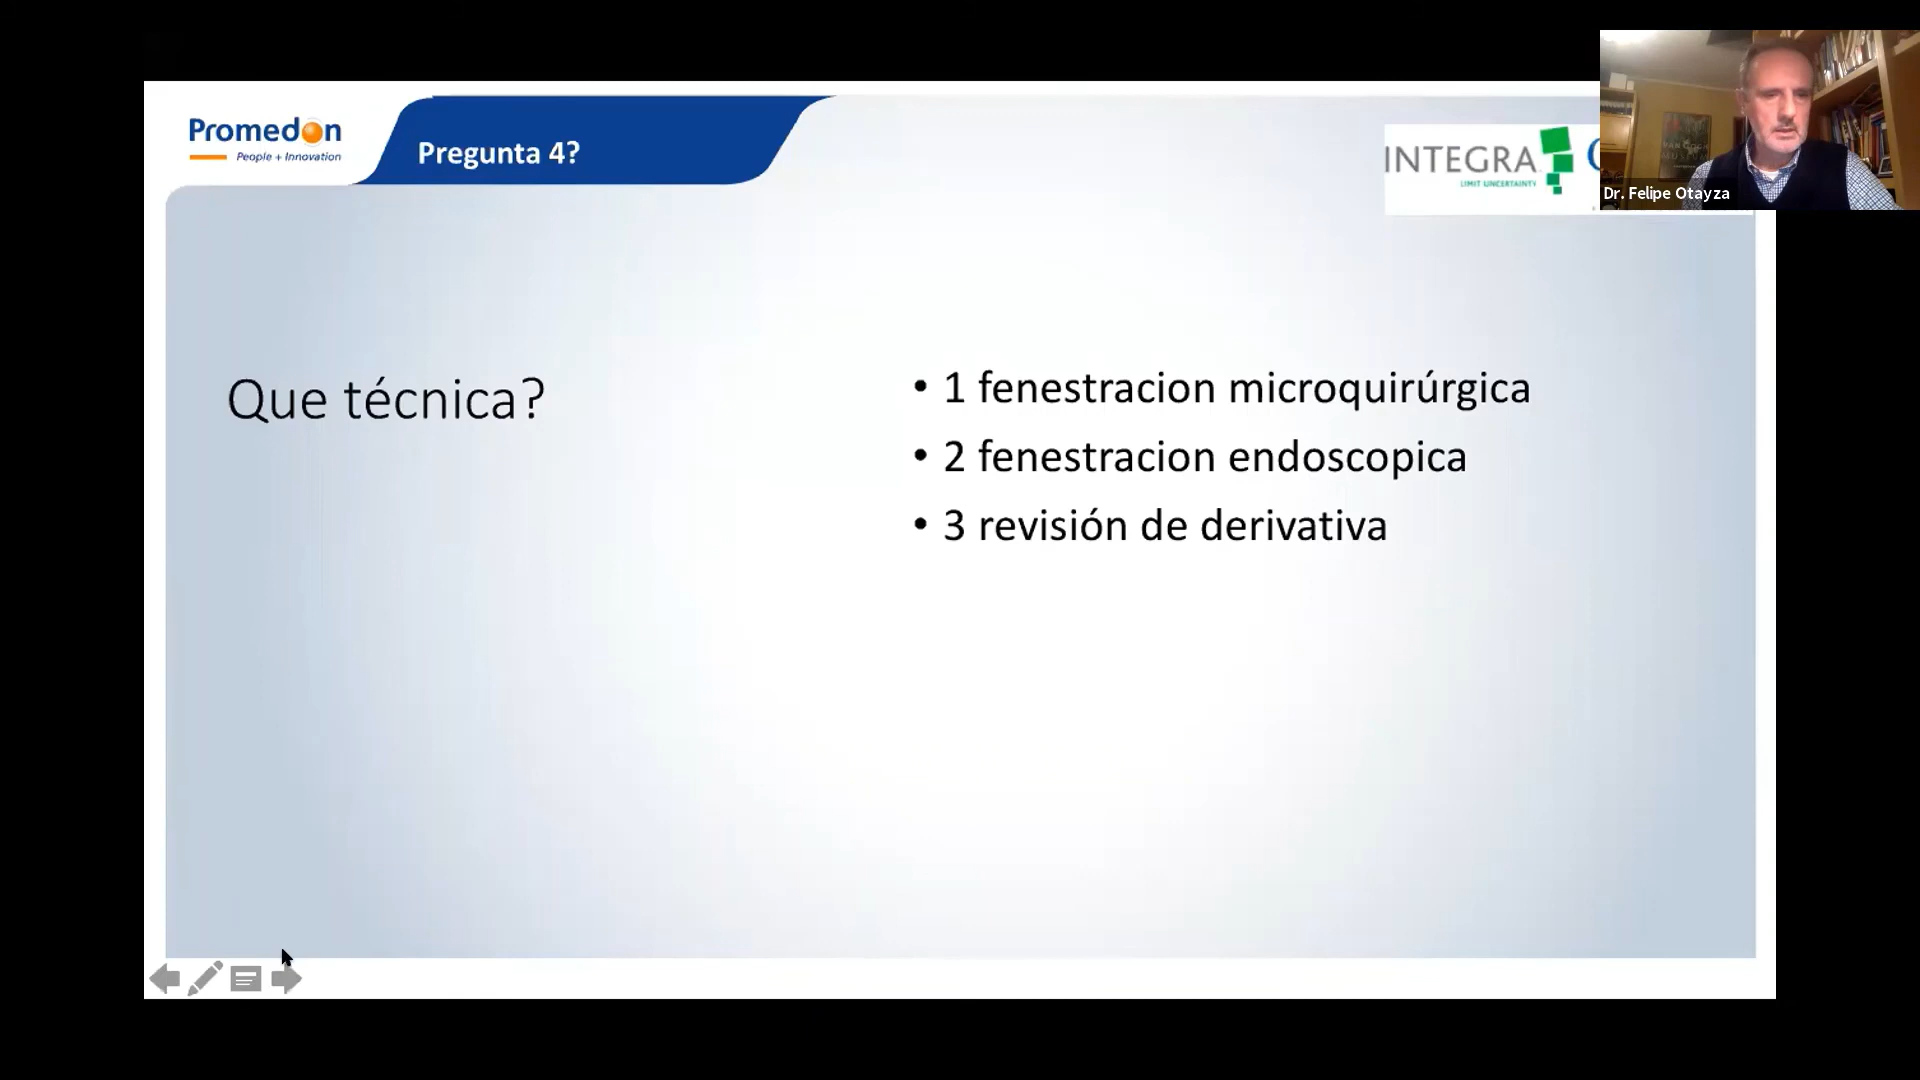 Promedon
People + Innovation
Pregunta 4?
INTEGRA
LIMIT UNCERTAINTY
Dr. Felipe Otayza
Que técnica?
• 1 fenestracion microquirúrgica
• 2 fenestracion endoscopica
• 3 revisión de derivativa